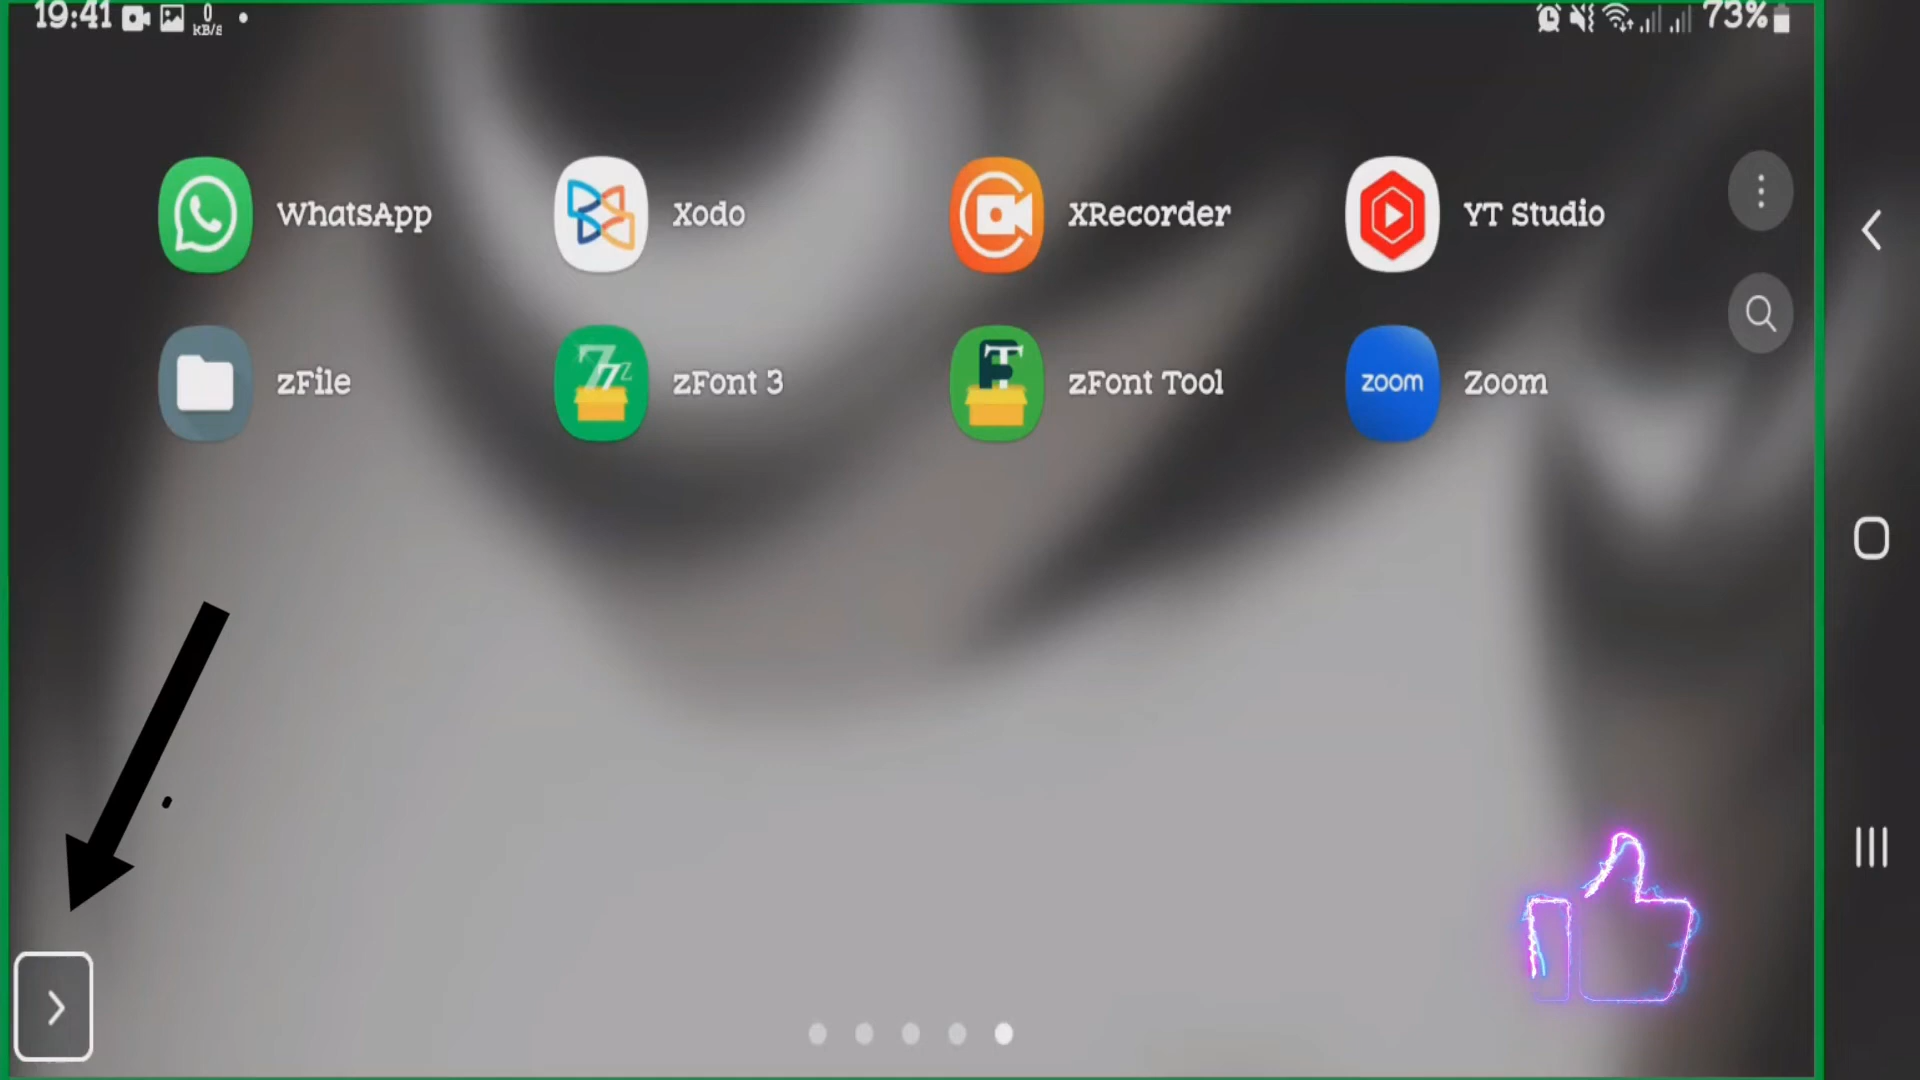 19:41 0 kB/s 73%
WhatsApp Xodo XRecorder YT Studio
zFile zFont 3 zFont Tool zoom Zoom